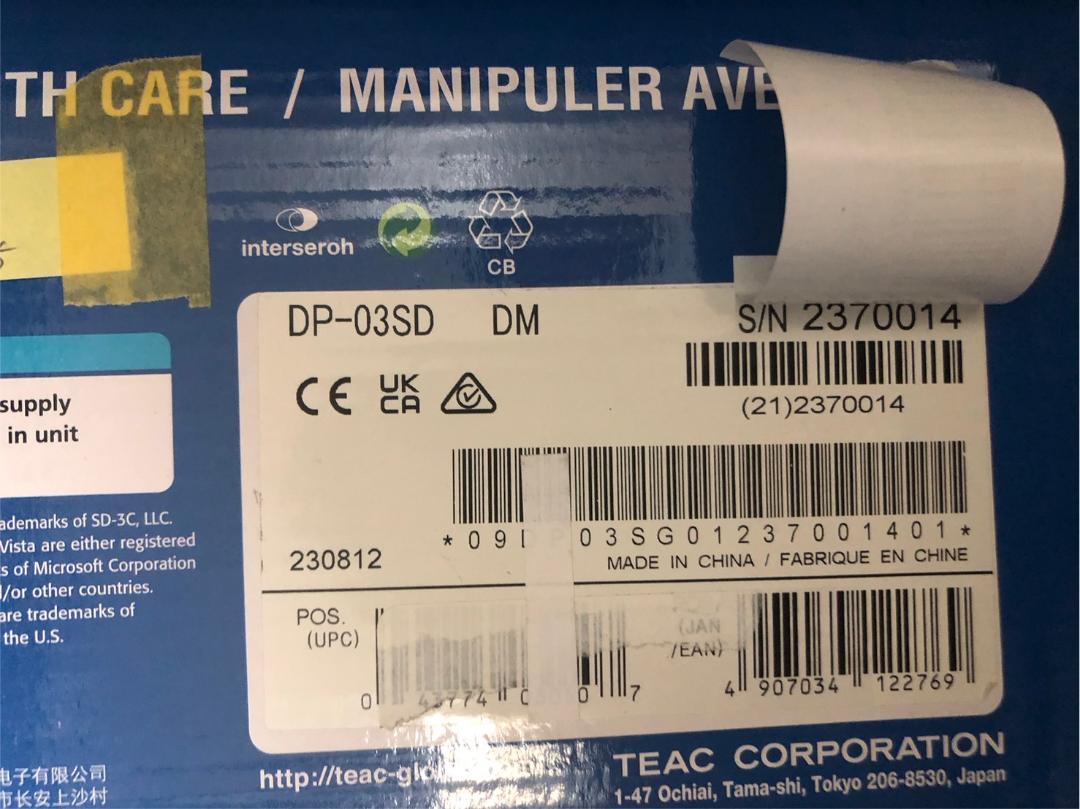 TH CARE / MANIPULER AVE
interseroh
CB
DP-03SD DM S/N 2370014
CE UK CA
(21)2370014
supply
in unit
ademarks of SD-3C, LLC.
Vista are either registered
s of Microsoft Corporation
/or other countries.
are trademarks of
the U.S.
*09DP03SG01237001401*
230812
MADE IN CHINA / FABRIQUE EN CHINE
POS.
(UPC)
(JAN
/EAN)
4 907034 122769
电子有限公司
市长安上沙村
http://teac-glo
TEAC CORPORATION
1-47 Ochiai, Tama-shi, Tokyo 206-8530, Japan